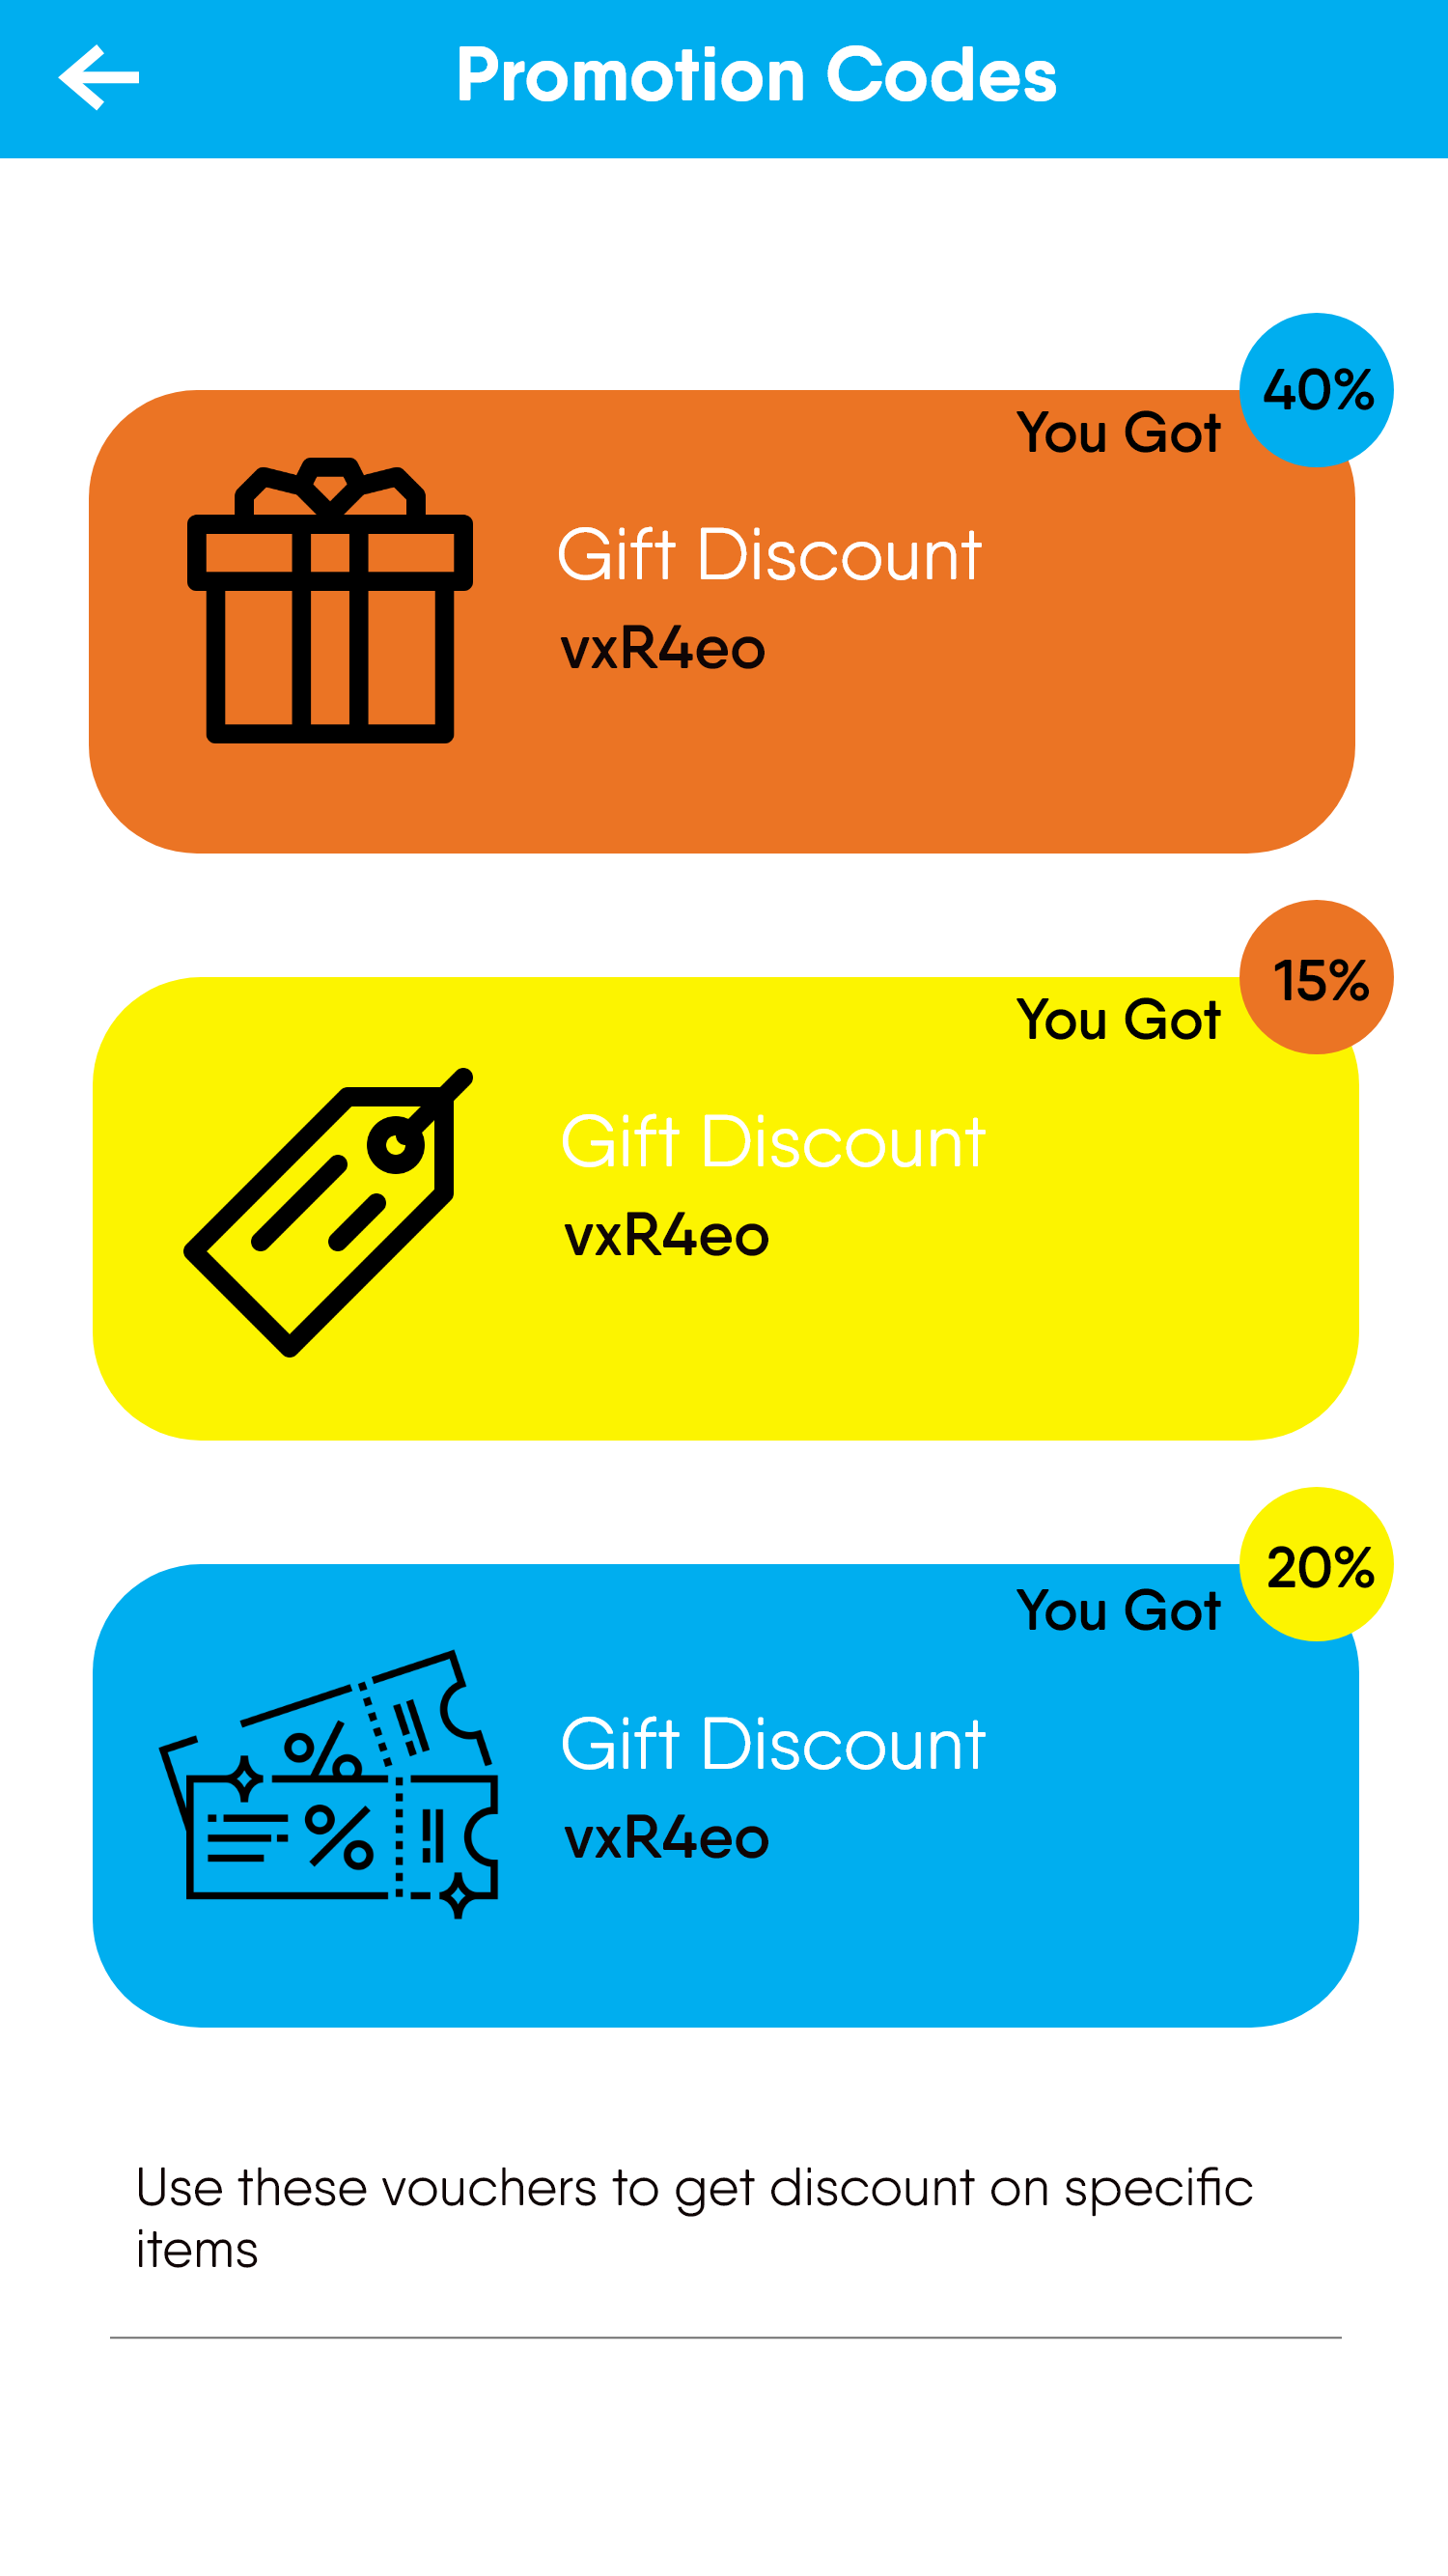 Promotion Codes
40%
You Got
Gift Discount
vxR4eo
15%
You Got
Gift Discount
vxR4eo
20%
You Got
Gift Discount
vxR4eo
Use these vouchers to get discount on specific
items